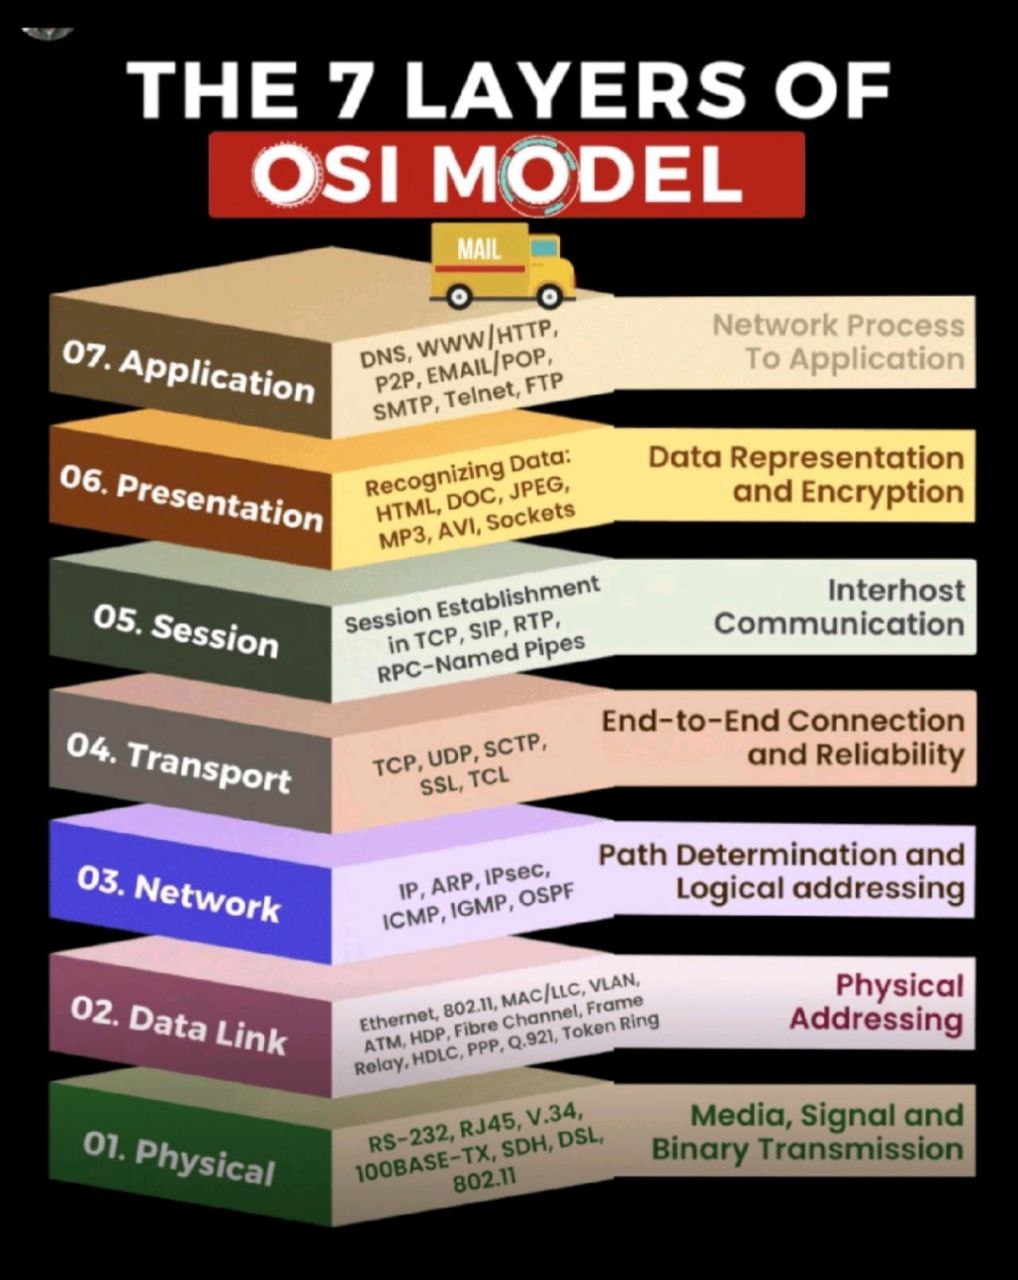 THE 7 LAYERS OF
OSI MODEL
MAIL
07. Application
DNS, WWW/HTTP,
P2P, EMAIL/POP,
SMTP, Telnet, FTP
Network Process
To Application
06. Presentation
Recognizing Data:
HTML, DOC, JPEG,
MP3, AVI, Sockets
Data Representation
and Encryption
05. Session
Session Establishment
in TCP, SIP, RTP,
RPC-Named Pipes
Interhost
Communication
04. Transport
TCP, UDP, SCTP,
SSL, TCL
End-to-End Connection
and Reliability
03. Network
IP, ARP, IPsec,
ICMP, IGMP, OSPF
Path Determination and
Logical addressing
02. Data Link
Ethernet, 802.11, MAC/LLC, VLAN,
ATM, HDP, Fibre Channel, Frame
Relay, HDLC, PPP, Q.921, Token Ring
Physical
Addressing
01. Physical
RS-232, RJ45, V.34,
100BASE-TX, SDH, DSL,
802.11
Media, Signal and
Binary Transmission